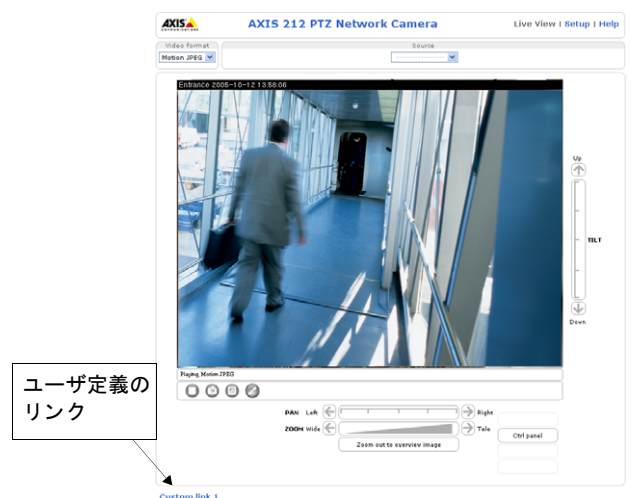 AXIS
COMMUNICATIONS
AXIS 212 PTZ Network Camera
Live View | Setup | Help
Video format
Source
Motion JPEG
Entrance 2005-10-12 13:58:06
Up
TILT
Down
Playing, Motion JPEG
PAN Left Right
ZOOM Wide Tele
Ctrl panel
Zoom out to overview image
ユーザ定義の
リンク
Custom link 1